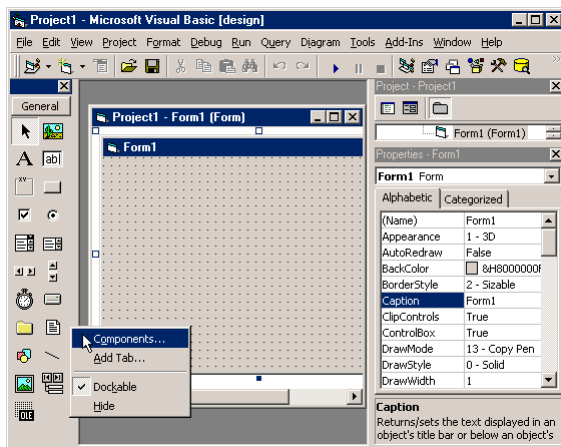 Project1 - Microsoft Visual Basic [design]
File Edit View Project Format Debug Run Query Diagram Tools Add-Ins Window Help
General
A ab|
XY
OLE
Project1 - Form1 (Form)
Form1
Components...
Add Tab...
Dockable
Hide
Project - Project1
Form1 (Form1)
Properties - Form1
Form1 Form
Alphabetic Categorized
(Name) Form1
Appearance 1 - 3D
AutoRedraw False
BackColor &H8000000F
BorderStyle 2 - Sizable
Caption Form1
ClipControls True
ControlBox True
DrawMode 13 - Copy Pen
DrawStyle 0 - Solid
DrawWidth 1
Caption
Returns/sets the text displayed in an
object's title bar or below an object's